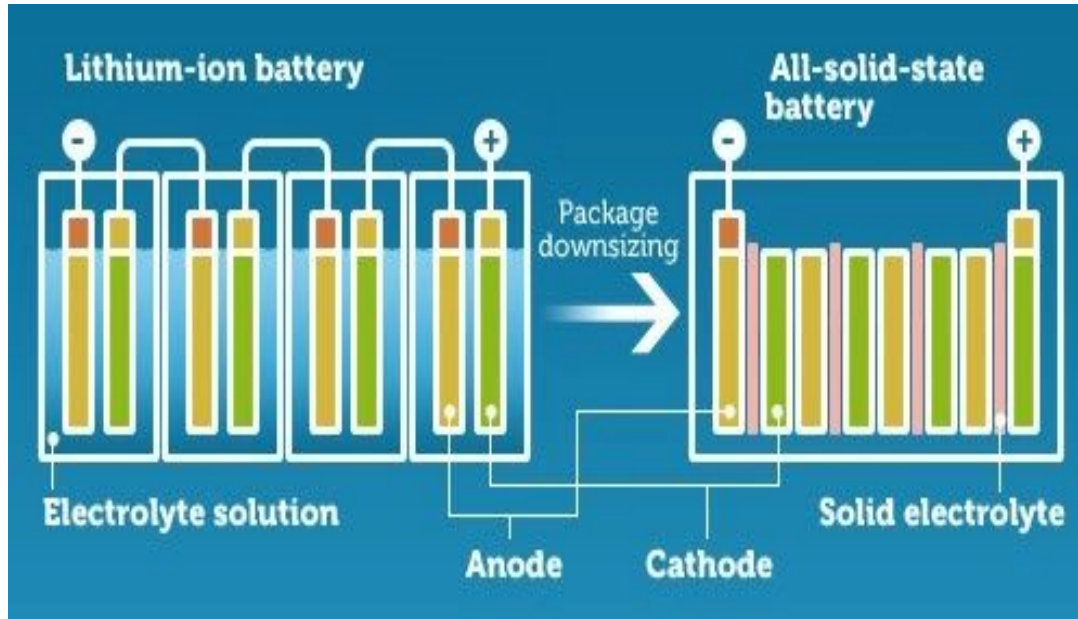 Lithium-ion battery
All-solid-state
battery
-
+
-
+
Package
downsizing
Electrolyte solution
Solid electrolyte
Anode
Cathode